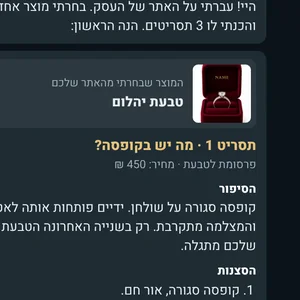 היי! עברתי על האתר של העסק. בחרתי מוצר אחד
והכנתי לו 3 תסריטים. הנה הראשון:
המוצר שבחרתי מהאתר שלכם
טבעת יהלום
NAME
תסריט 1 · מה יש בקופסה?
פרסומת לטבעת · מחיר: 450 ₪
הסיפור
קופסה סגורה על שולחן. ידיים פותחות אותה לאט
והמצלמה מתקרבת. רק בשנייה האחרונה הטבעת
שלכם מתגלה.
הסצנות
1. קופסה סגורה, אור חם.